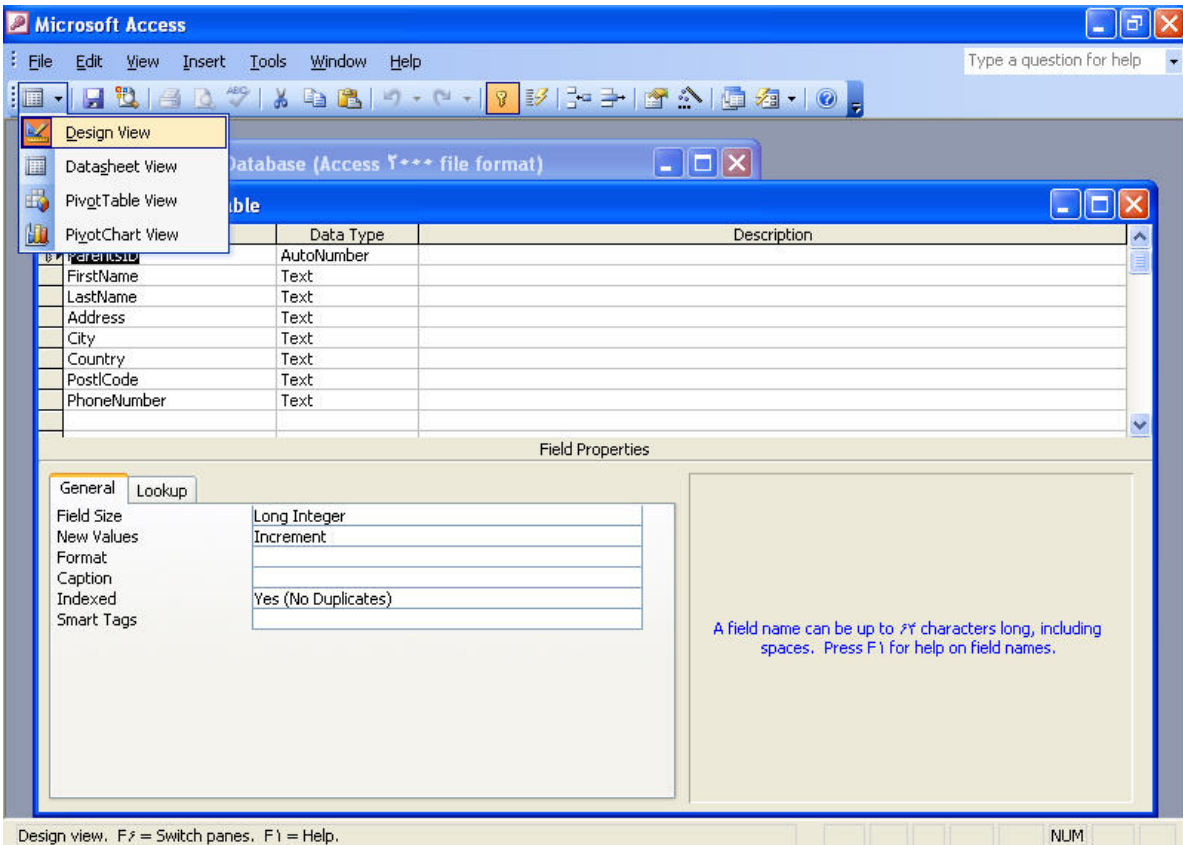 Microsoft Access
File Edit View Insert Tools Window Help
Type a question for help
Design View
Datasheet View
PivotTable View
PivotChart View
Database (Access ۲۰۰۰ file format)
Data Type Description
ParentsID AutoNumber
FirstName Text
LastName Text
Address Text
City Text
Country Text
PostlCode Text
PhoneNumber Text
Field Properties
General Lookup
Field Size Long Integer
New Values Increment
Format
Caption
Indexed Yes (No Duplicates)
Smart Tags
A field name can be up to ۶۴ characters long, including
spaces. Press F۱ for help on field names.
Design view. F۶ = Switch panes. F۱ = Help.
NUM